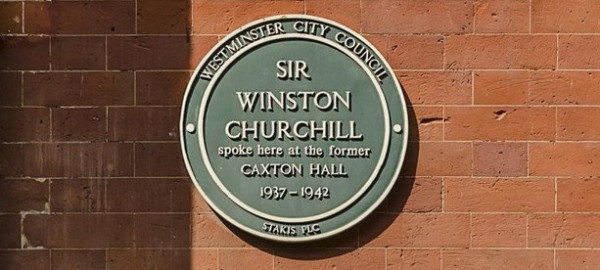 WESTMINSTER CITY COUNCIL
SIR
WINSTON
CHURCHILL
spoke here at the former
CAXTON HALL
1937 – 1942
STAKIS PLC